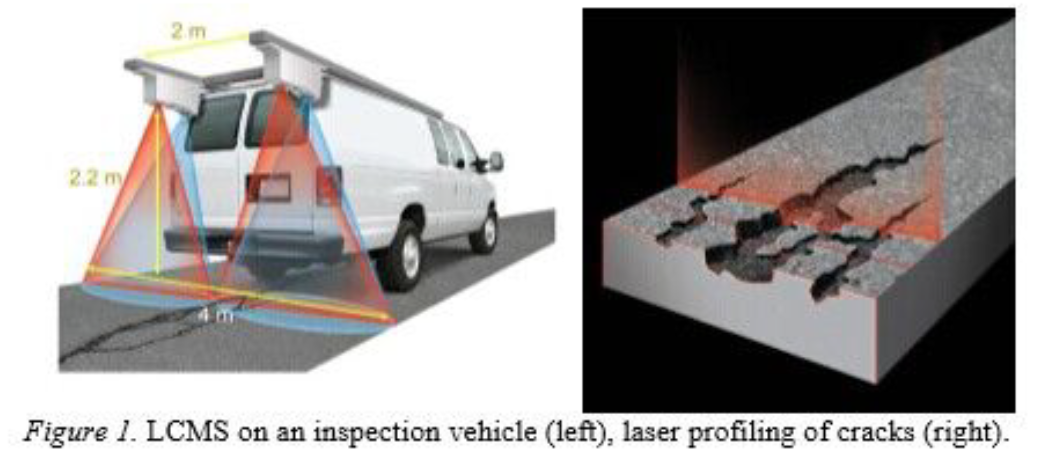 2 m
2.2 m
4 m
Figure 1. LCMS on an inspection vehicle (left), laser profiling of cracks (right).